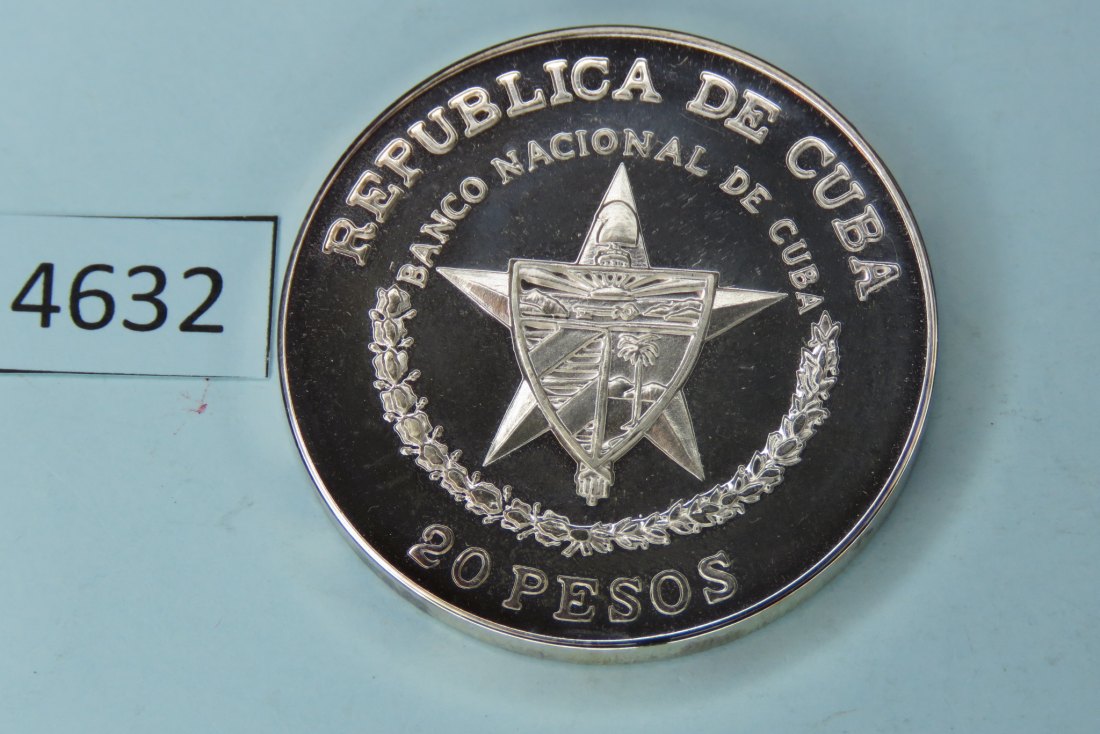 4632
REPUBLICA DE CUBA
BANCO NACIONAL DE CUBA
20 PESOS